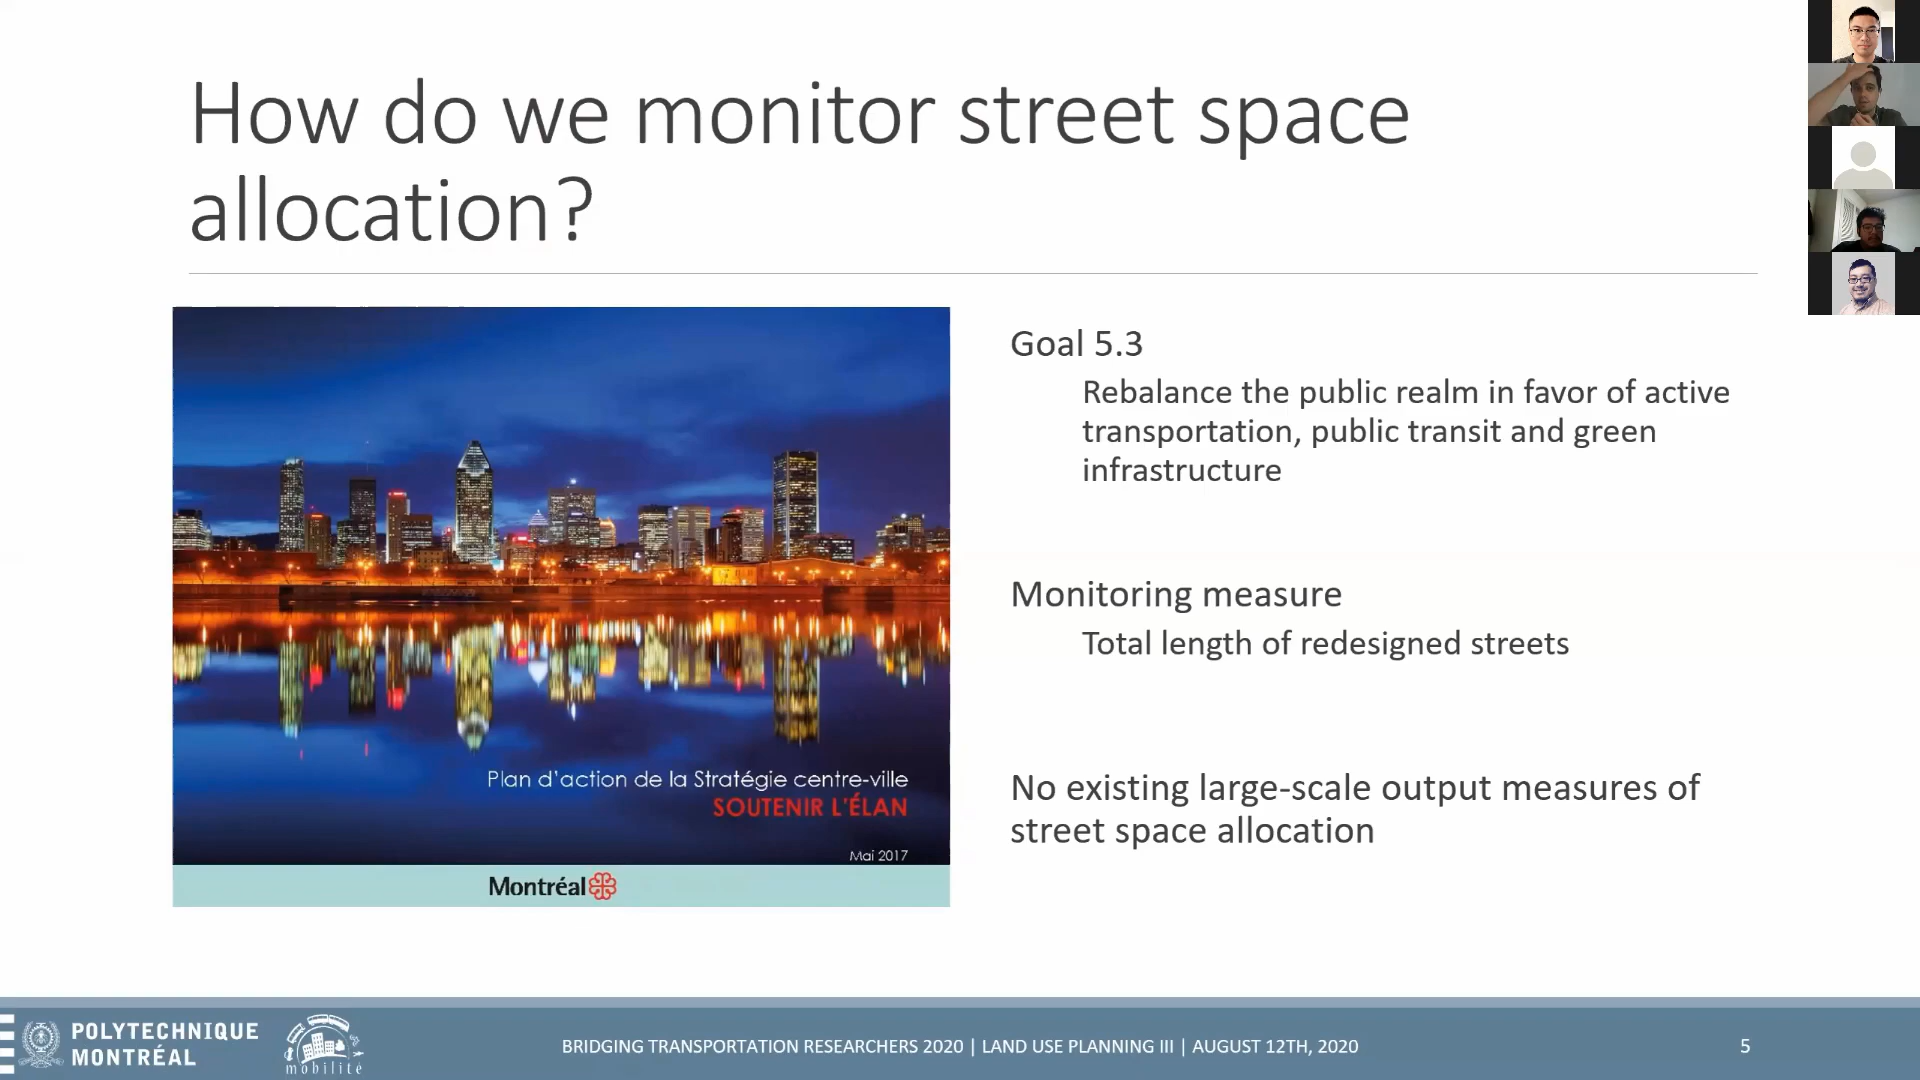 How do we monitor street space
allocation?
Goal 5.3
Rebalance the public realm in favor of active
transportation, public transit and green
infrastructure
Monitoring measure
Total length of redesigned streets
No existing large-scale output measures of
street space allocation
Plan d'action de la Stratégie centre-ville
SOUTENIR L'ÉLAN
Mai 2017
Montréal
POLYTECHNIQUE
MONTRÉAL
mobilité
BRIDGING TRANSPORTATION RESEARCHERS 2020 | LAND USE PLANNING III | AUGUST 12TH, 2020
5